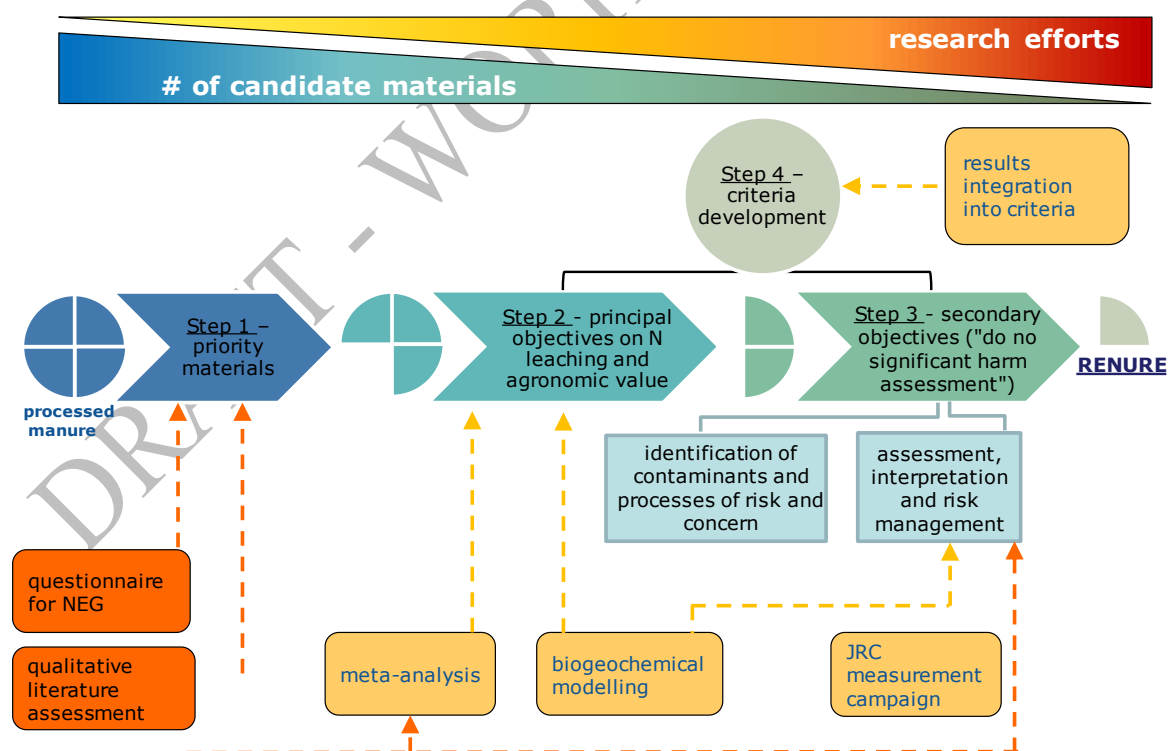 research efforts
# of candidate materials
DRAFT - WOR
Step 4 –
criteria
development
results
integration
into criteria
Step 1 –
priority
materials
Step 2 - principal
objectives on N
leaching and
agronomic value
Step 3 - secondary
objectives ("do no
significant harm
assessment")
RENURE
processed
manure
identification of
contaminants and
processes of risk and
concern
assessment,
interpretation
and risk
management
questionnaire
for NEG
qualitative
literature
assessment
meta-analysis
biogeochemical
modelling
JRC
measurement
campaign